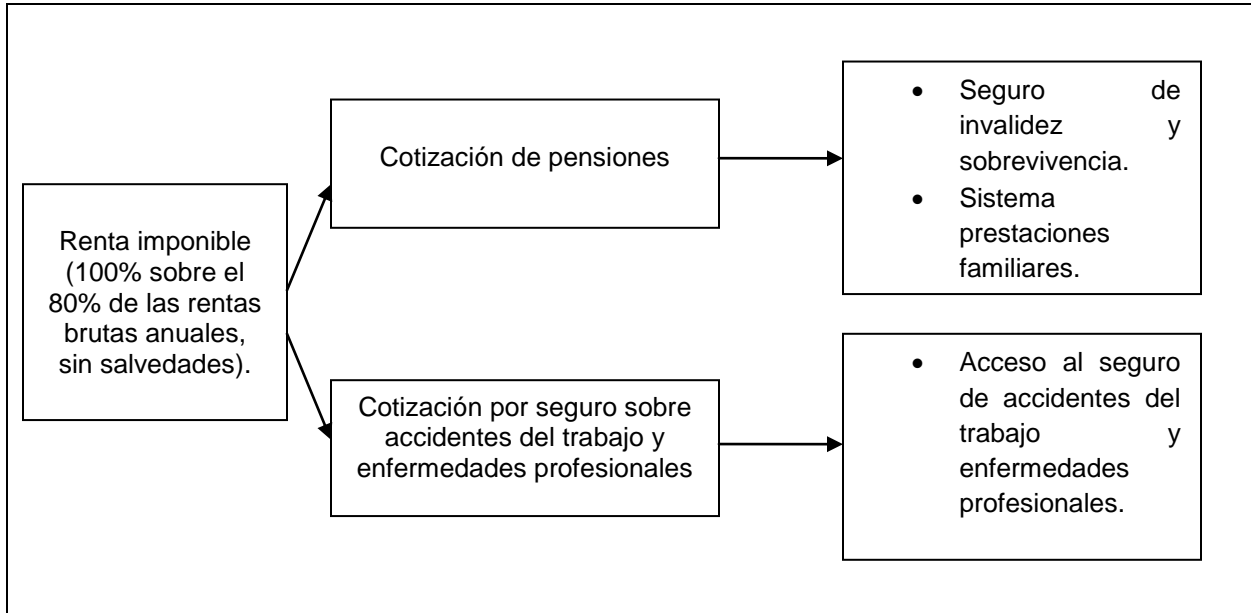 Renta imponible
(100% sobre el
80% de las rentas
brutas anuales,
sin salvedades).
Cotización de pensiones
• Seguro de
invalidez y
sobrevivencia.
• Sistema
prestaciones
familiares.
Cotización por seguro sobre
accidentes del trabajo y
enfermedades profesionales
• Acceso al seguro
de accidentes del
trabajo y
enfermedades
profesionales.